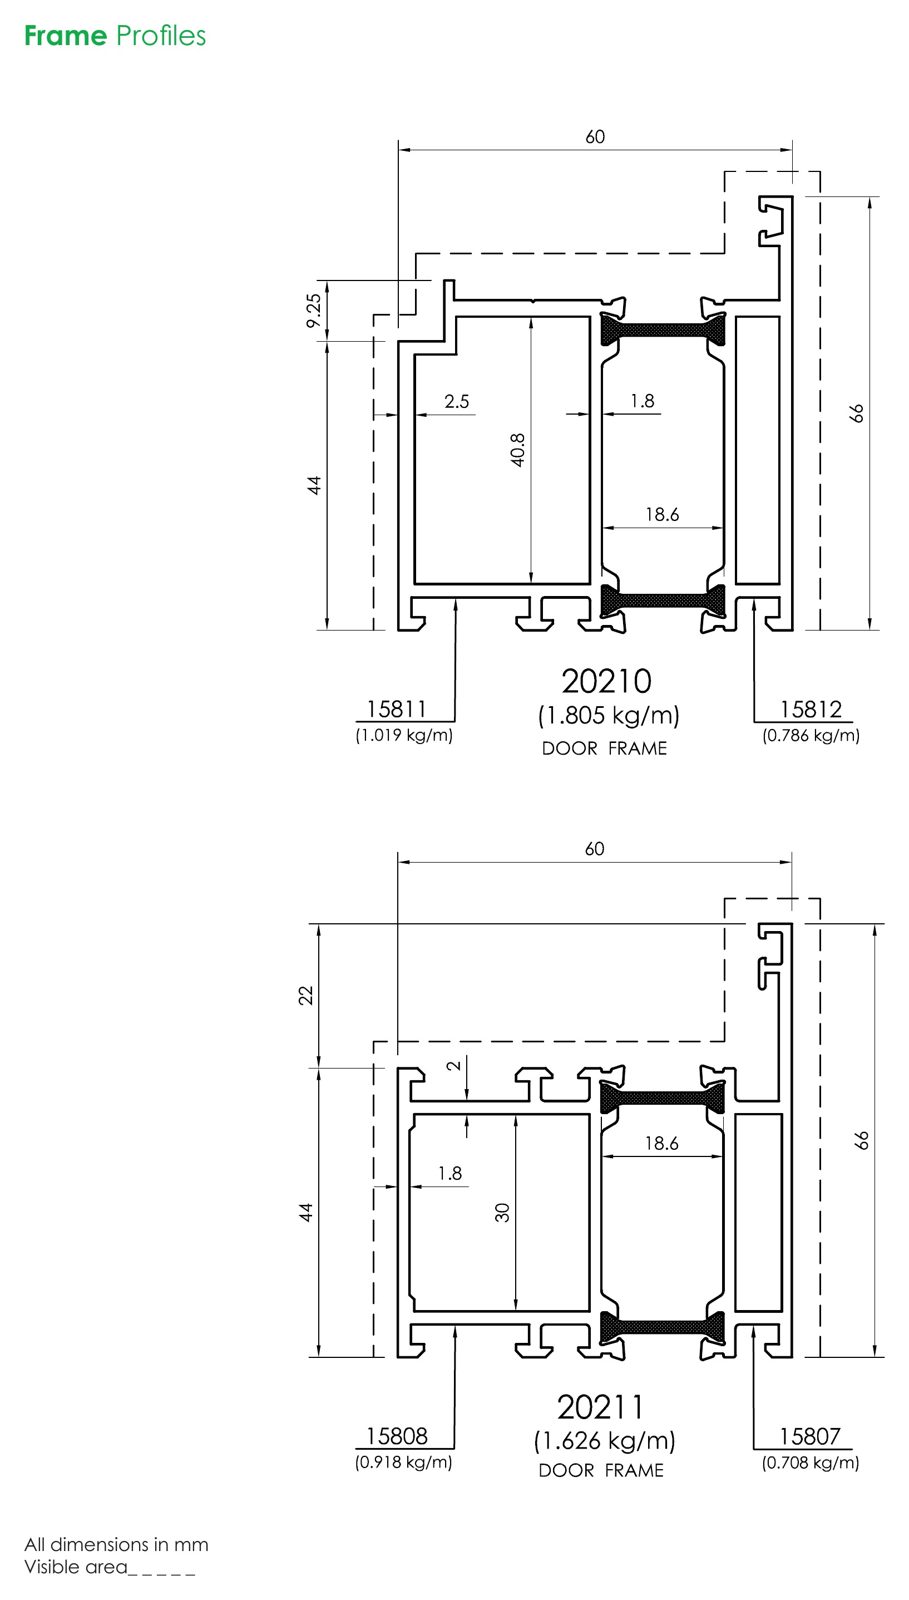 Frame Profiles
60
9.25
2.5
1.8
66
40.8
44
18.6
20210
(1.805 kg/m)
DOOR FRAME
15811
(1.019 kg/m)
15812
(0.786 kg/m)
60
22
2
66
18.6
1.8
44
30
20211
(1.626 kg/m)
DOOR FRAME
15808
(0.918 kg/m)
15807
(0.708 kg/m)
All dimensions in mm
Visible area_ _ _ _ _